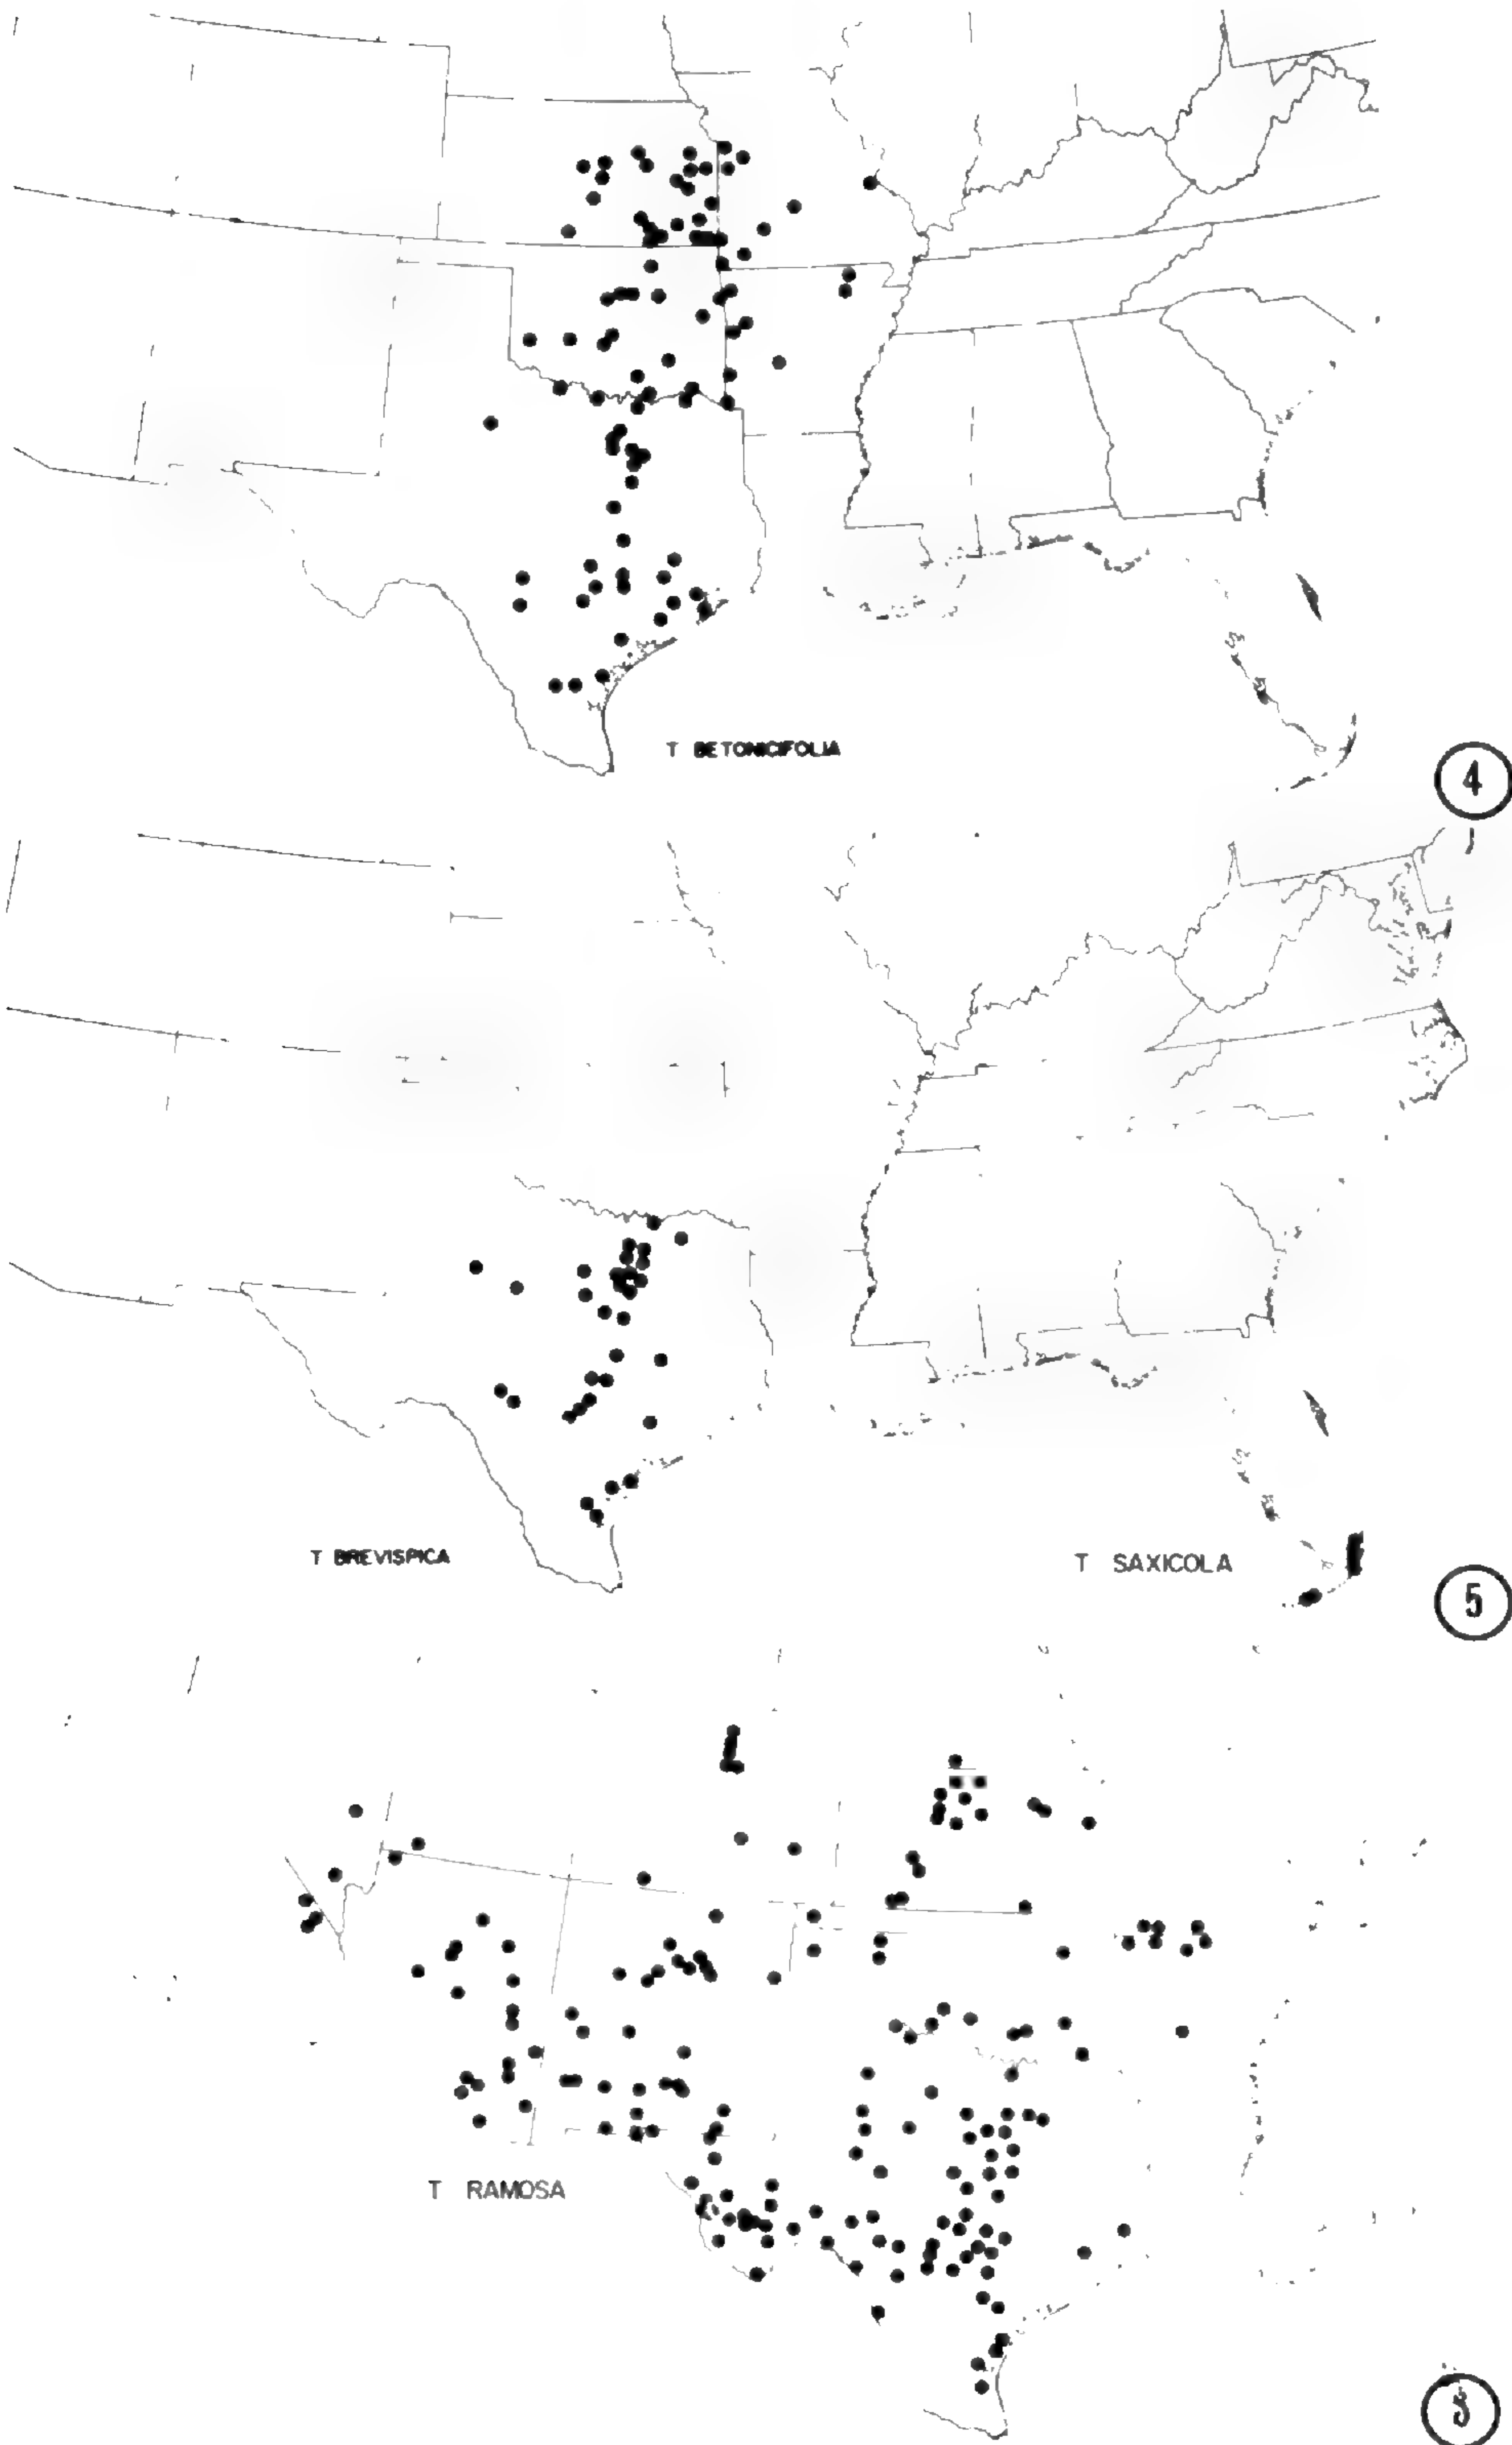 T BETONICIFOLIA
4
T BREVISPICA
T SAXICOLA
5
T RAMOSA